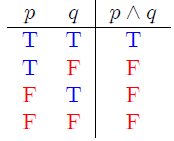 p q p ∧ q
T T T
T F F
F T F
F F F